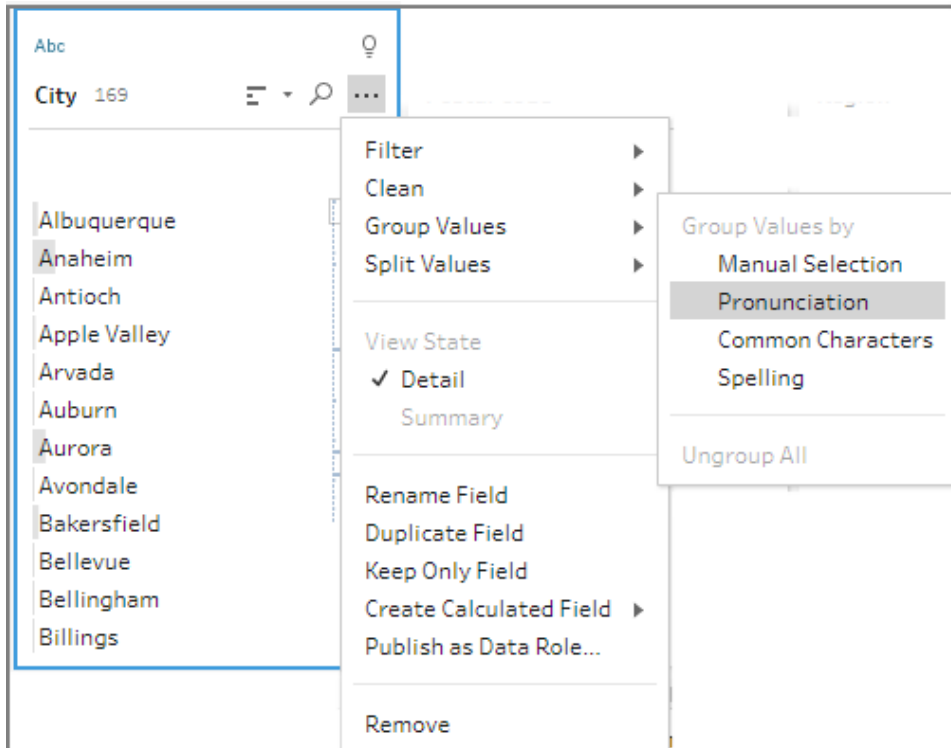 Abc
City 169
Albuquerque
Anaheim
Antioch
Apple Valley
Arvada
Auburn
Aurora
Avondale
Bakersfield
Bellevue
Bellingham
Billings
Filter
Clean
Group Values
Split Values
View State
✓ Detail
Summary
Rename Field
Duplicate Field
Keep Only Field
Create Calculated Field
Publish as Data Role...
Remove
Group Values by
Manual Selection
Pronunciation
Common Characters
Spelling
Ungroup All